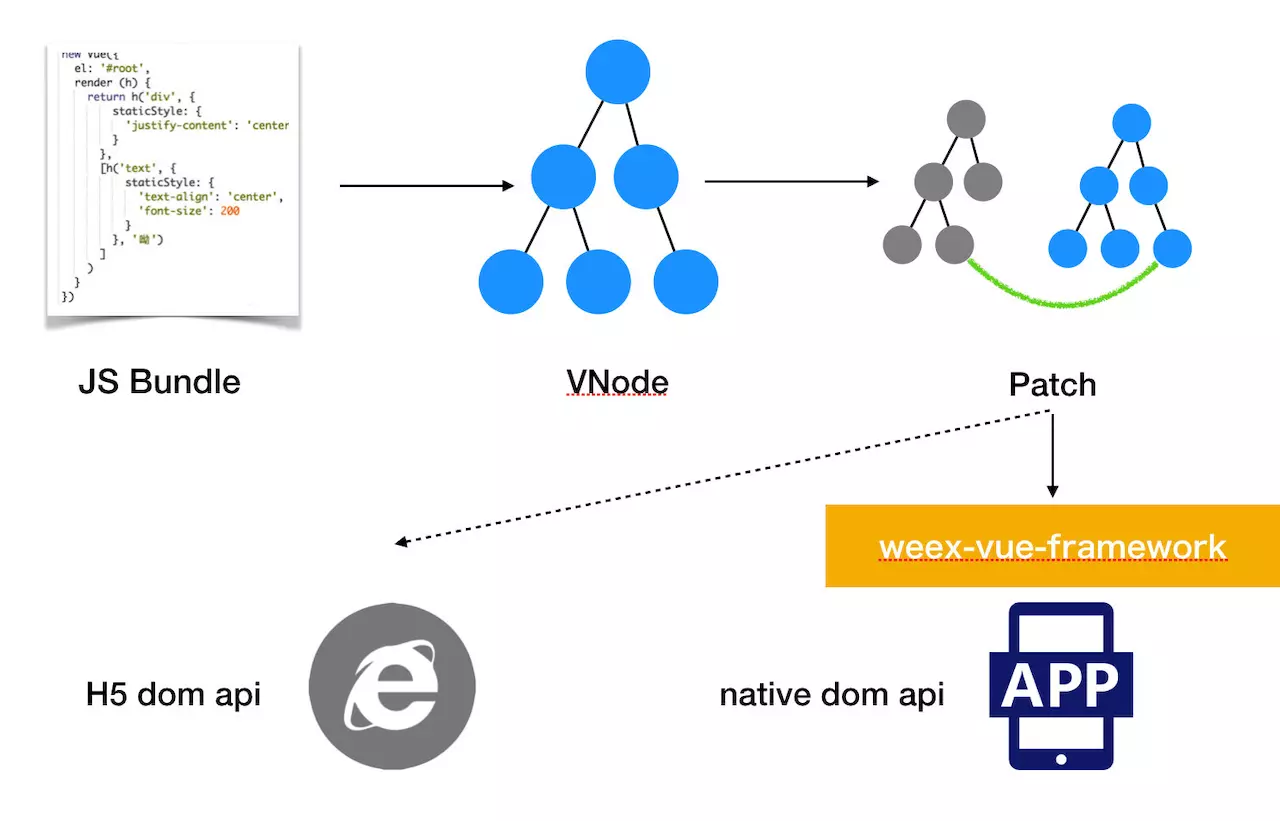 new Vue({
el: '#root',
render (h) {
return h('div', {
staticStyle: {
'justify-content': 'center
}
},
[h('text', {
staticStyle: {
'text-align': 'center',
'font-size': 200
}
}, '呦')
]
)
}
})
JS Bundle
VNode
Patch
weex-vue-framework
H5 dom api
native dom api
APP